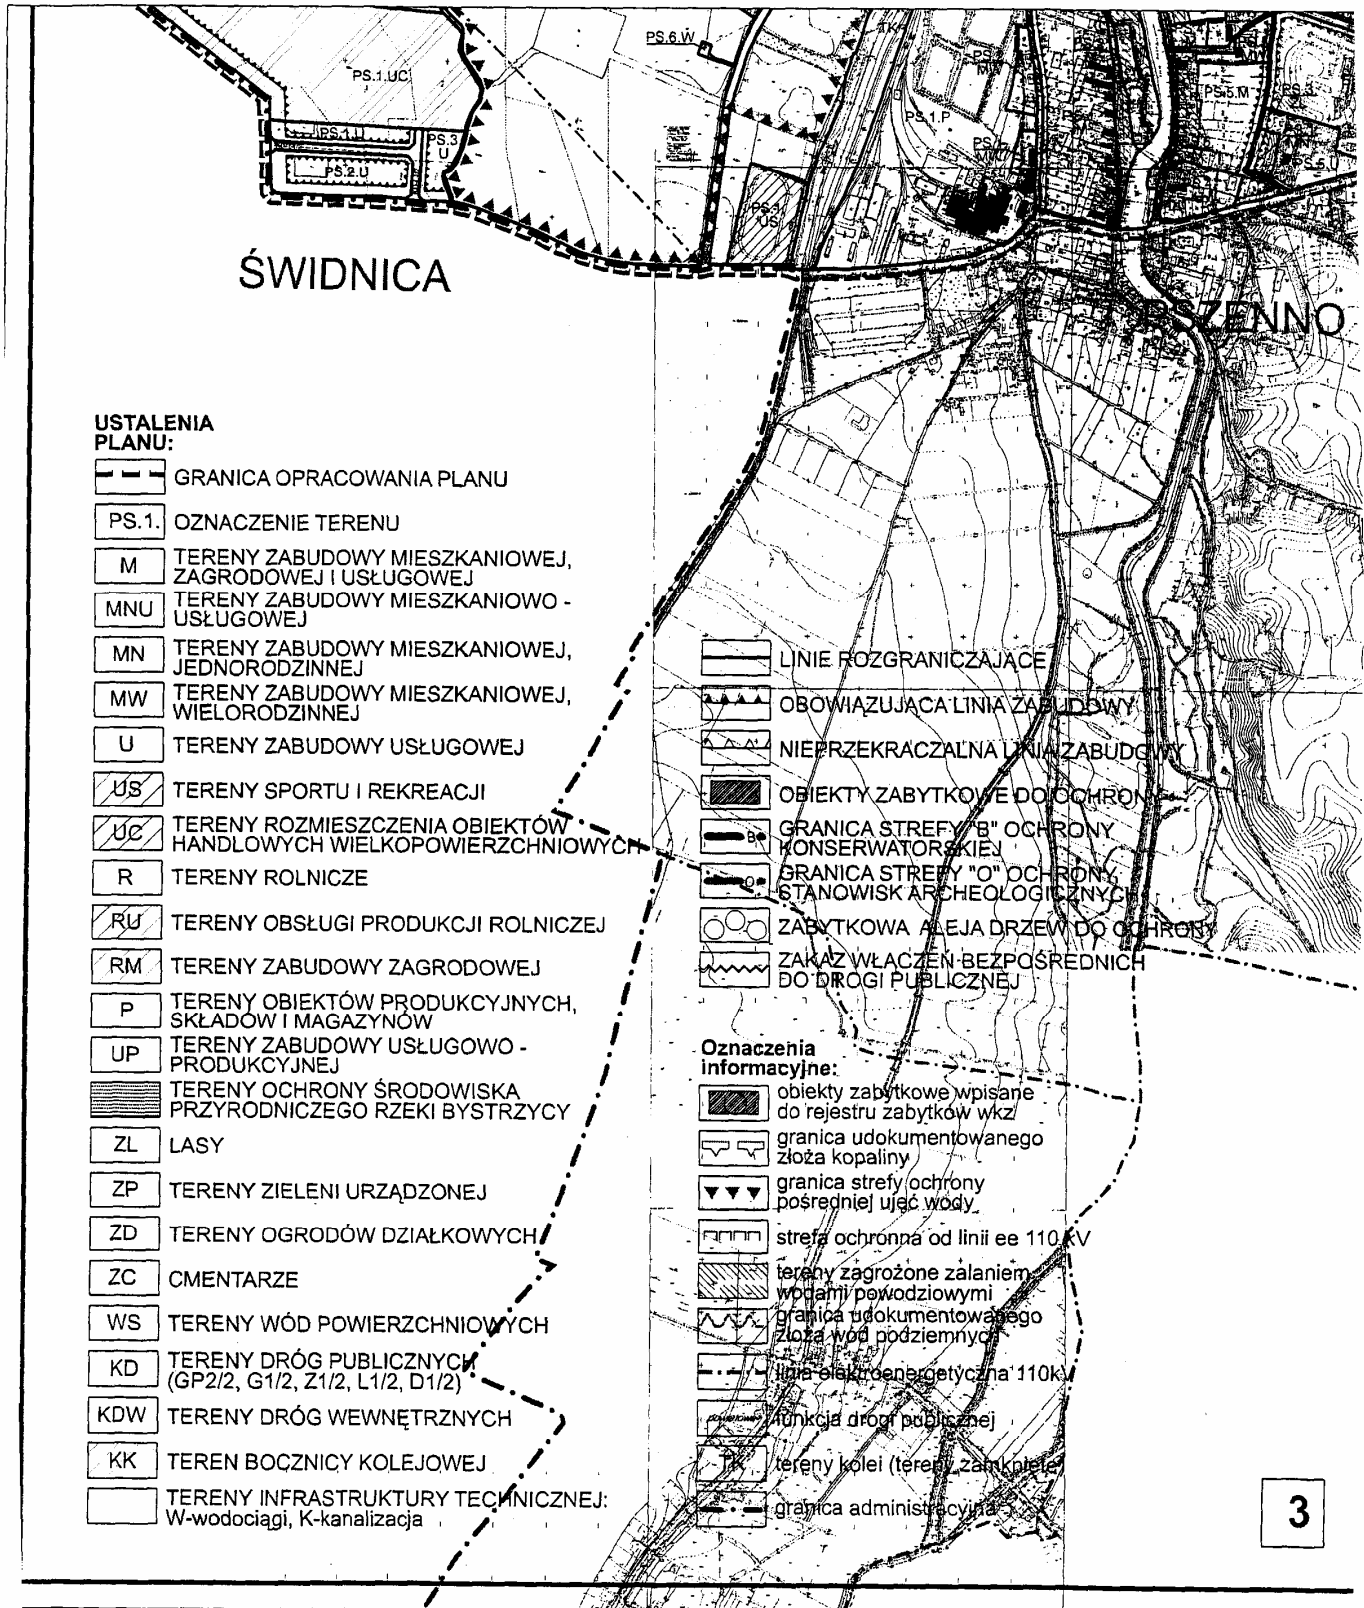 PS.6.W
TK
PS.1.UC
PS.1.P
PS.5.M
PS.1.U
PS.3
U
PS.2.U
PS.5.U
US
ŚWIDNICA
PSZENNO
USTALENIA
PLANU:
GRANICA OPRACOWANIA PLANU
PS.1. OZNACZENIE TERENU
M TERENY ZABUDOWY MIESZKANIOWEJ,
ZAGRODOWEJ I USŁUGOWEJ
MNU TERENY ZABUDOWY MIESZKANIOWO -
USŁUGOWEJ
MN TERENY ZABUDOWY MIESZKANIOWEJ,
JEDNORODZINNEJ
MW TERENY ZABUDOWY MIESZKANIOWEJ,
WIELORODZINNEJ
U TERENY ZABUDOWY USŁUGOWEJ
US TERENY SPORTU I REKREACJI
UC TERENY ROZMIESZCZENIA OBIEKTÓW
HANDLOWYCH WIELKOPOWIERZCHNIOWYCH
R TERENY ROLNICZE
RU TERENY OBSŁUGI PRODUKCJI ROLNICZEJ
RM TERENY ZABUDOWY ZAGRODOWEJ
P TERENY OBIEKTÓW PRODUKCYJNYCH,
SKŁADÓW I MAGAZYNÓW
UP TERENY ZABUDOWY USŁUGOWO -
PRODUKCYJNEJ
TERENY OCHRONY ŚRODOWISKA
PRZYRODNICZEGO RZEKI BYSTRZYCY
ZL LASY
ZP TERENY ZIELENI URZĄDZONEJ
ZD TERENY OGRODÓW DZIAŁKOWYCH
ZC CMENTARZE
WS TERENY WÓD POWIERZCHNIOWYCH
KD TERENY DRÓG PUBLICZNYCH
(GP2/2, G1/2, Z1/2, L1/2, D1/2)
KDW TERENY DRÓG WEWNĘTRZNYCH
KK TEREN BOCZNICY KOLEJOWEJ
TERENY INFRASTRUKTURY TECHNICZNEJ:
W-wodociągi, K-kanalizacja
LINIE ROZGRANICZAJĄCE
OBOWIĄZUJĄCA LINIA ZABUDOWY
NIEPRZEKRACZALNA LINIA ZABUDOWY
OBIEKTY ZABYTKOWE DO OCHRONY
B GRANICA STREFY "B" OCHRONY
KONSERWATORSKIEJ
O GRANICA STREFY "O" OCHRONY
STANOWISK ARCHEOLOGICZNYCH
ZABYTKOWA ALEJA DRZEW DO OCHRONY
ZAKAZ WŁĄCZEŃ BEZPOŚREDNICH
DO DROGI PUBLICZNEJ
Oznaczenia
informacyjne:
obiekty zabytkowe wpisane
do rejestru zabytków wkz
granica udokumentowanego
złoża kopaliny
granica strefy ochrony
pośredniej ujęć wody
strefa ochronna od linii ee 110 kV
tereny zagrożone zalaniem
wodami powodziowymi
granica udokumentowanego
złoża wód podziemnych
linia elektroenergetyczna 110kV
funkcja drogi publicznej
TK tereny kolei (tereny zamknięte)
granica administracyjna
3